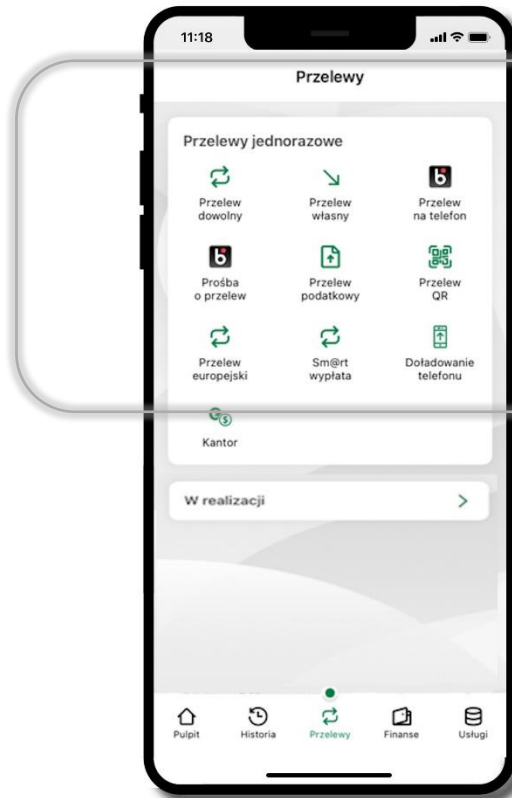 11:18
Przelewy
Przelewy jednorazowe
Przelew
dowolny
Przelew
własny
Przelew
na telefon
Prośba
o przelew
Przelew
podatkowy
Przelew
QR
Przelew
europejski
Sm@rt
wypłata
Doładowanie
telefonu
Kantor
W realizacji
Pulpit
Historia
Przelewy
Finanse
Usługi